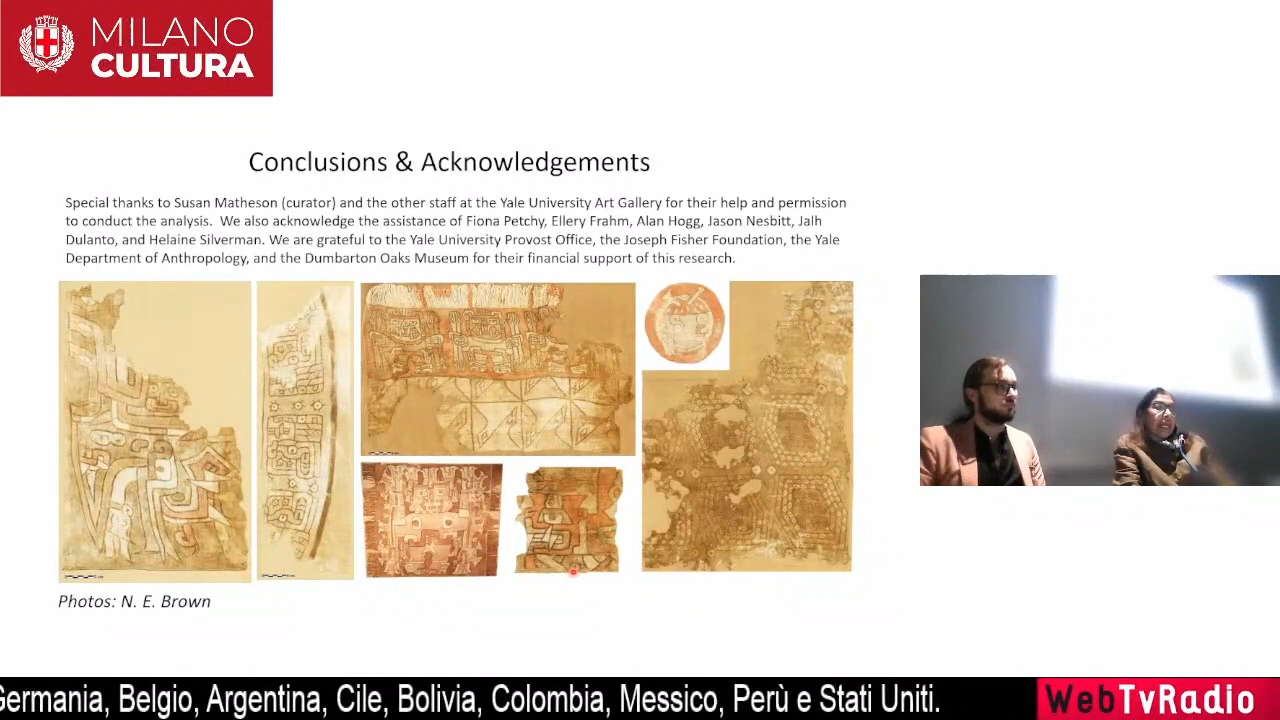 MILANO
CULTURA
Conclusions & Acknowledgements
Special thanks to Susan Matheson (curator) and the other staff at the Yale University Art Gallery for their help and permission
to conduct the analysis. We also acknowledge the assistance of Fiona Petchy, Ellery Frahm, Alan Hogg, Jason Nesbitt, Jalh
Dulanto, and Helaine Silverman. We are grateful to the Yale University Provost Office, the Joseph Fisher Foundation, the Yale
Department of Anthropology, and the Dumbarton Oaks Museum for their financial support of this research.
Photos: N. E. Brown
Germania, Belgio, Argentina, Cile, Bolivia, Colombia, Messico, Perù e Stati Uniti.
WebTvRadio